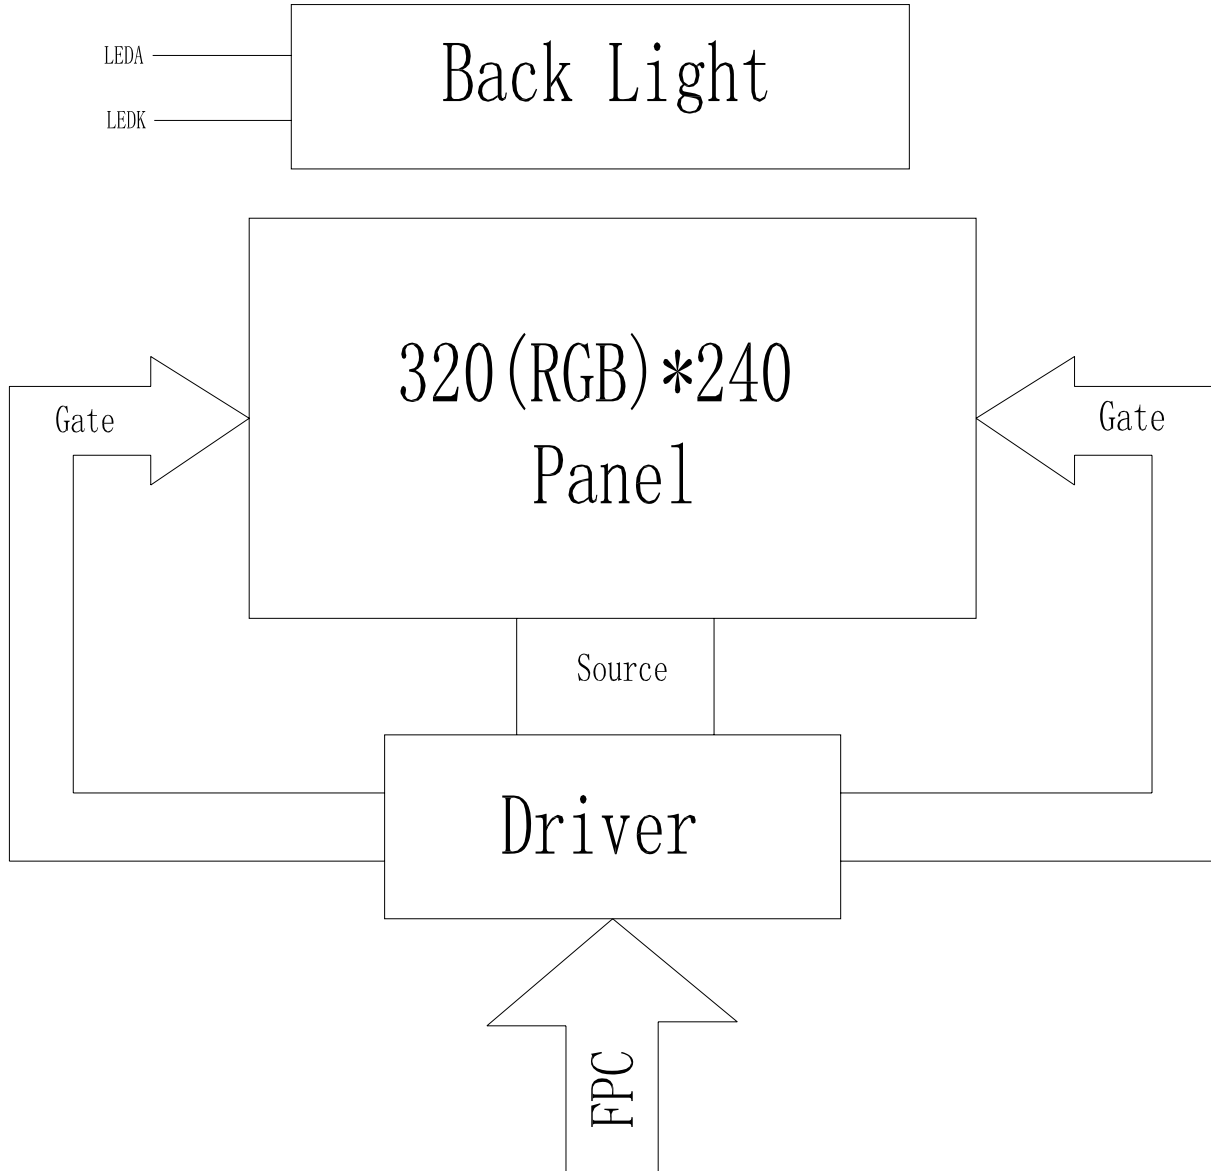 LEDA
Back Light
LEDK
320(RGB)*240
Gate
Gate
Panel
Source
Driver
FPC